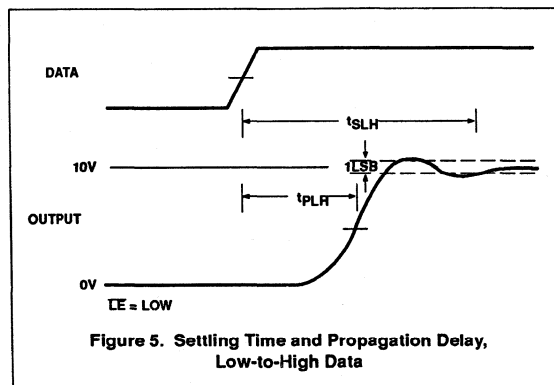 DATA
tSLH
10V
1LSB
tPLH
OUTPUT
0V
LE = LOW
Figure 5. Settling Time and Propagation Delay,
Low-to-High Data